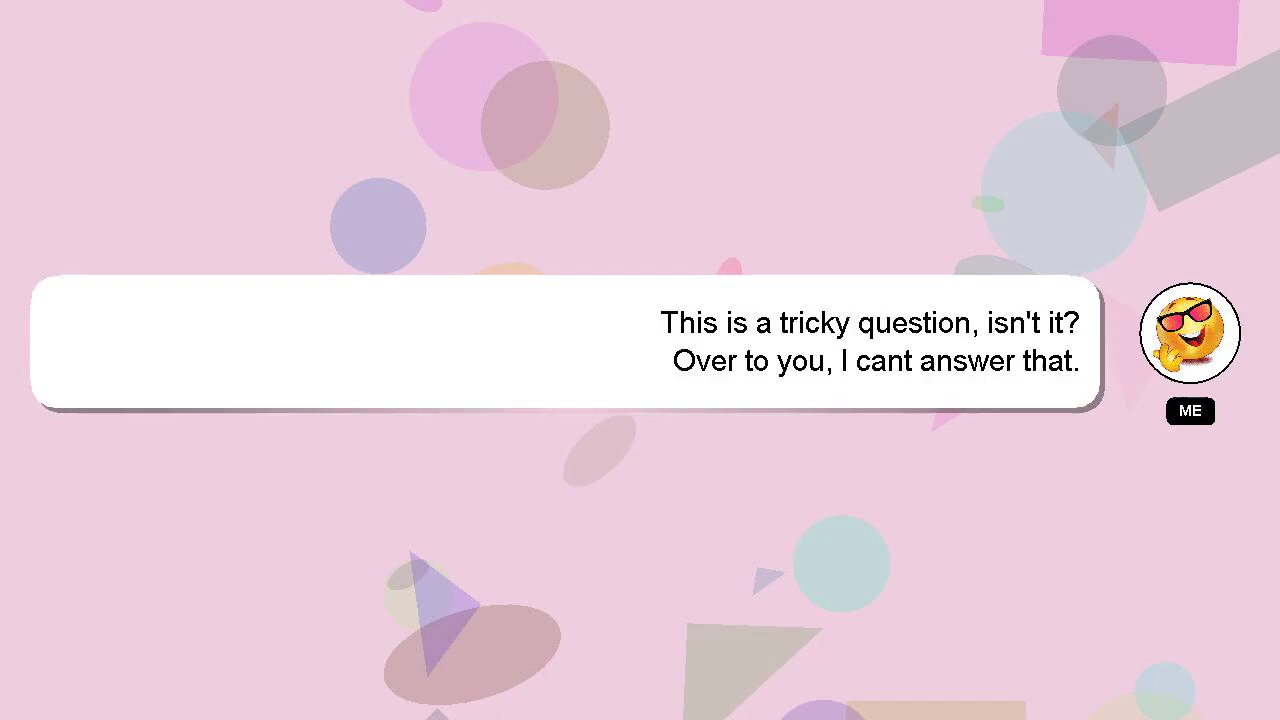 This is a tricky question, isn't it?
Over to you, I cant answer that.
ME